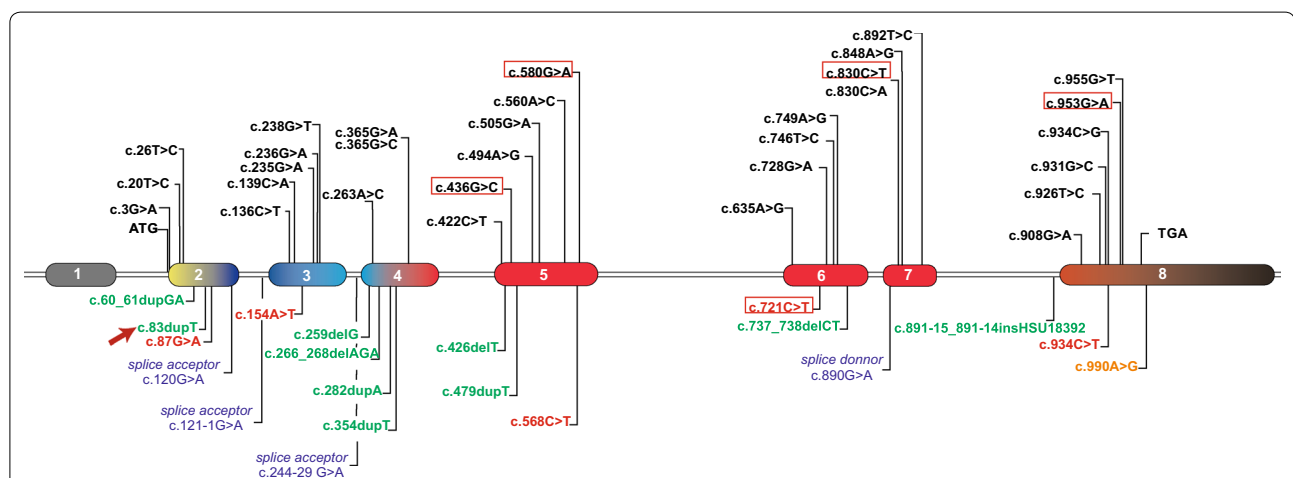 c.892T>C
c.848A>G
c.580G>A
c.830C>T
c.955G>T
c.830C>A
c.560A>C
c.953G>A
c.238G>T
c.505G>A
c.749A>G
c.365G>A
c.934C>G
c.26T>C
c.365G>C
c.746T>C
c.236G>A
c.494A>G
c.235G>A
c.728G>A
c.931G>C
c.20T>C
c.139C>A
c.436G>C
c.263A>C
c.926T>C
c.3G>A
c.136C>T
c.635A>G
c.422C>T
ATG
c.908G>A
TGA
1 2 3 4 5 6 7 8
c.60_61dupGA
c.721C>T
c.154A>T
c.83dupT
c.737_738delCT
c.891-15_891-14insHSU18392
c.87G>A
c.259delG
c.934C>T
c.266_268delAGA
c.426delT
splice acceptor
c.120G>A
splice donnor
c.890G>A
c.990A>G
c.282dupA
c.479dupT
splice acceptor
c.121-1G>A
c.354dupT
c.568C>T
splice acceptor
c.244-29 G>A